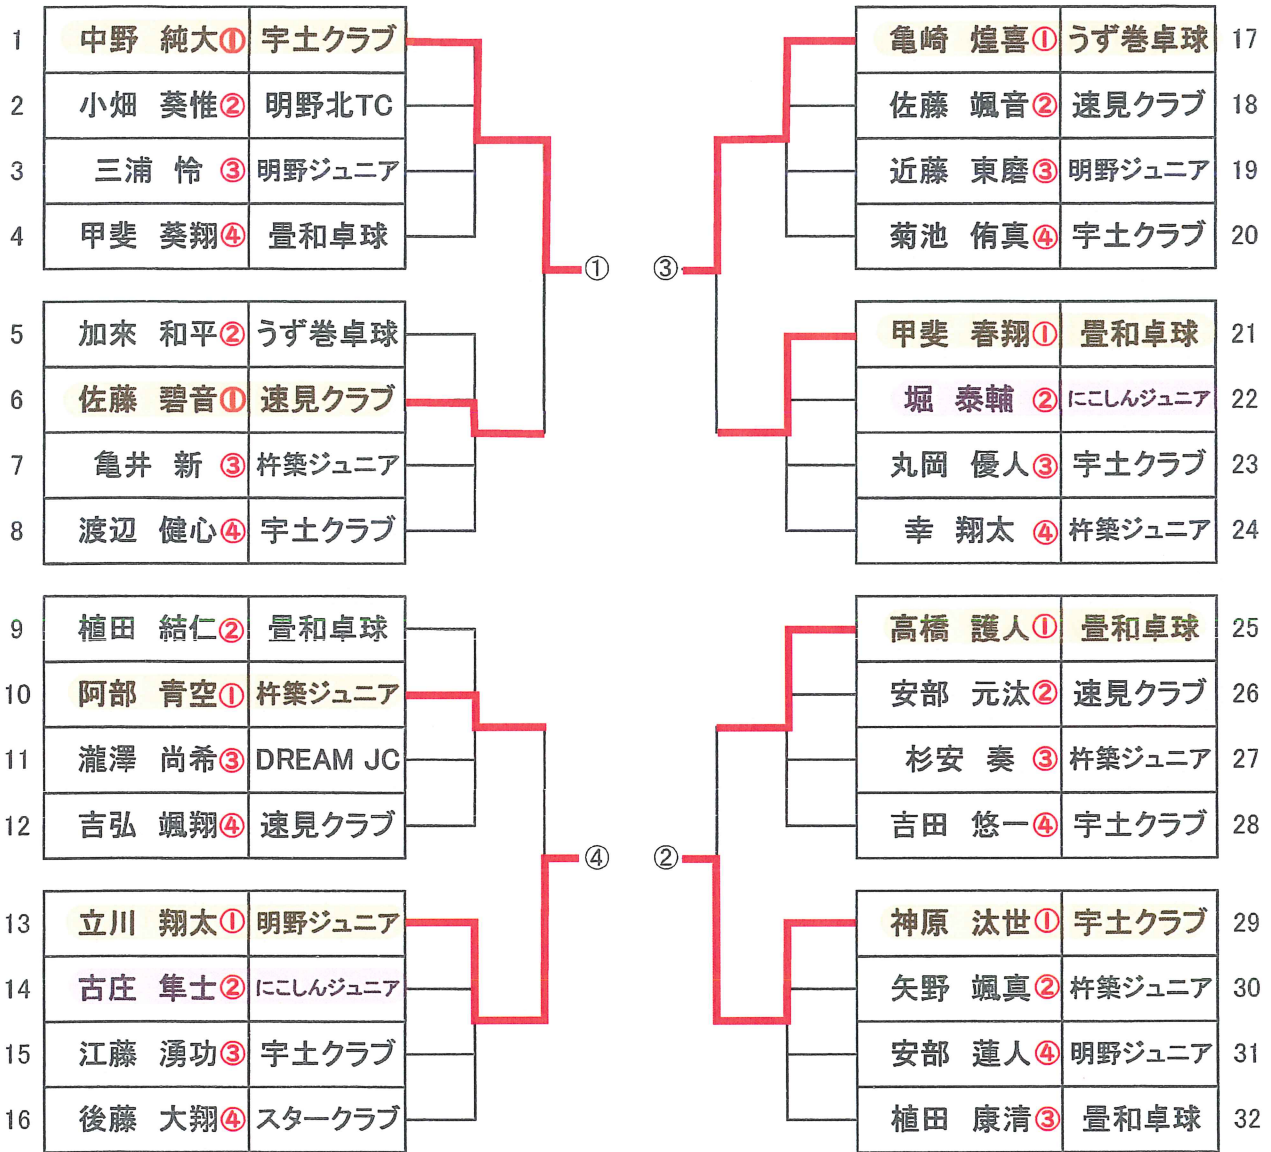 1 中野 純大① 宇土クラブ
2 小畑 葵惟② 明野北TC
3 三浦 怜 ③ 明野ジュニア
4 甲斐 葵翔④ 畳和卓球
①
5 加來 和平② うず巻卓球
6 佐藤 碧音① 速見クラブ
7 亀井 新 ③ 杵築ジュニア
8 渡辺 健心④ 宇土クラブ
9 植田 結仁② 畳和卓球
10 阿部 青空① 杵築ジュニア
11 瀧澤 尚希③ DREAM JC
12 吉弘 颯翔④ 速見クラブ
④
13 立川 翔太① 明野ジュニア
14 古庄 隼士② にこしんジュニア
15 江藤 湧功③ 宇土クラブ
16 後藤 大翔④ スタークラブ
亀崎 煌喜① うず巻卓球 17
佐藤 颯音② 速見クラブ 18
近藤 東磨③ 明野ジュニア 19
菊池 侑真④ 宇土クラブ 20
③
甲斐 春翔① 畳和卓球 21
堀 泰輔 ② にこしんジュニア 22
丸岡 優人③ 宇土クラブ 23
幸 翔太 ④ 杵築ジュニア 24
高橋 護人① 畳和卓球 25
安部 元汰② 速見クラブ 26
杉安 奏 ③ 杵築ジュニア 27
吉田 悠一④ 宇土クラブ 28
②
神原 汰世① 宇土クラブ 29
矢野 颯真② 杵築ジュニア 30
安部 蓮人④ 明野ジュニア 31
植田 康清③ 畳和卓球 32